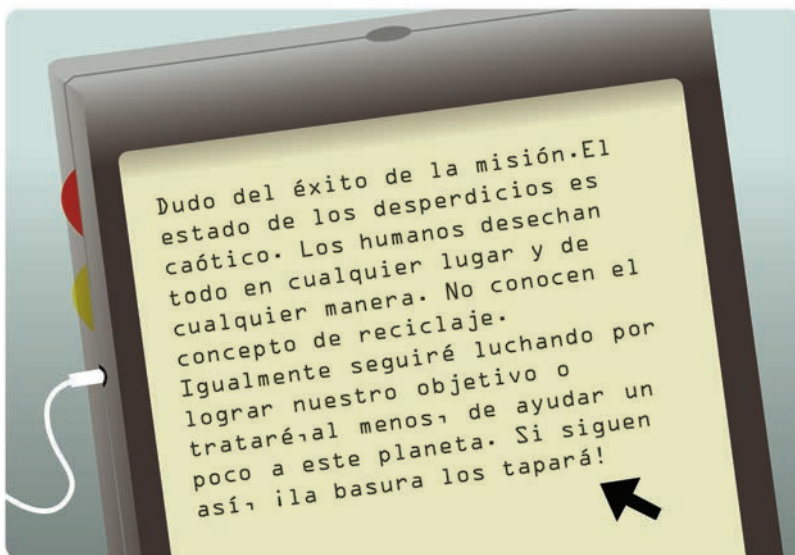 Dudo del éxito de la misión.El
estado de los desperdicios es
caótico. Los humanos desechan
todo en cualquier lugar y de
cualquier manera. No conocen el
concepto de reciclaje.
Igualmente seguiré luchando por
lograr nuestro objetivo o
trataré,al menos, de ayudar un
poco a este planeta. Si siguen
así, ¡la basura los tapará!